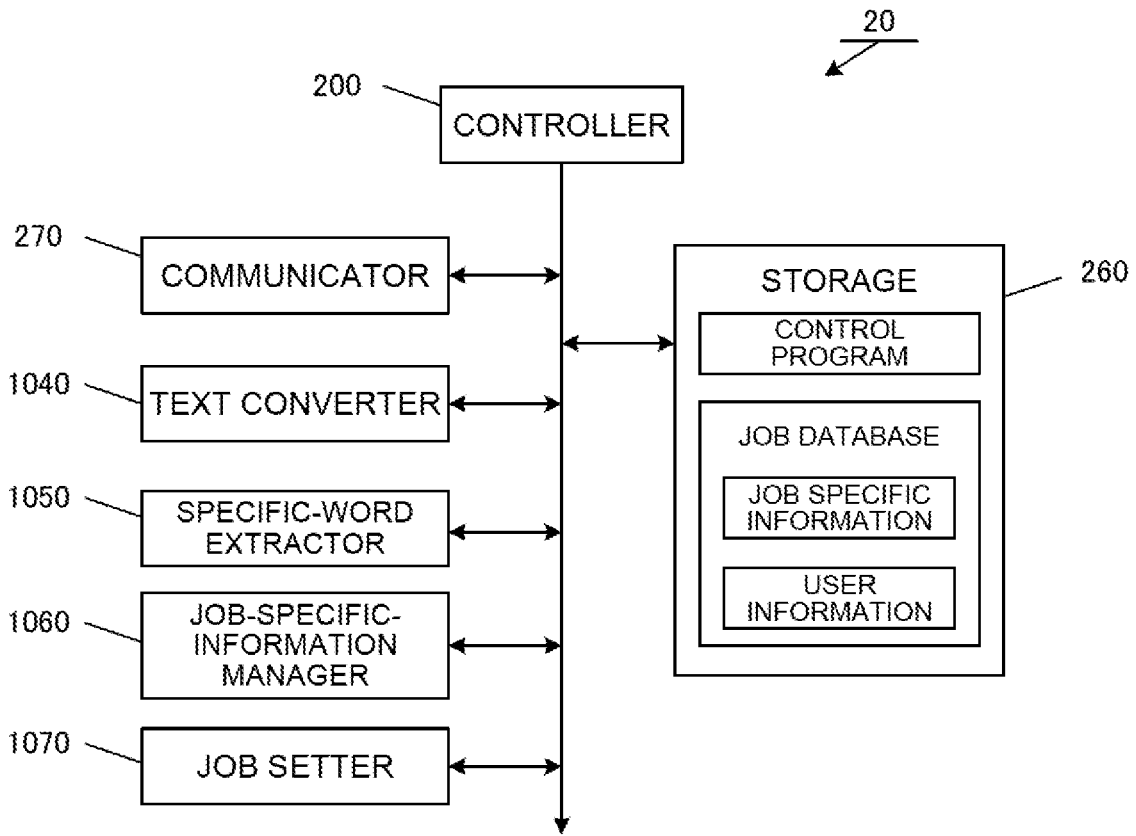 20
200
CONTROLLER
270
COMMUNICATOR
STORAGE
260
CONTROL
PROGRAM
1040
TEXT CONVERTER
JOB DATABASE
1050
SPECIFIC-WORD
EXTRACTOR
JOB SPECIFIC
INFORMATION
1060
JOB-SPECIFIC-
INFORMATION
MANAGER
USER
INFORMATION
1070
JOB SETTER